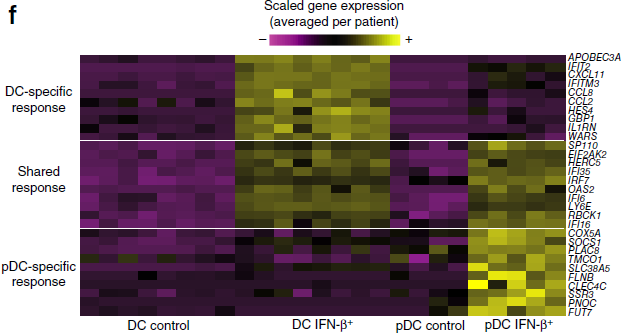 f
Scaled gene expression
(averaged per patient)
− +
DC-specific
response
Shared
response
pDC-specific
response
APOBEC3A
IFIT2
CXCL11
IFITM3
CCL8
CCL2
HES4
GBP1
IL1RN
WARS
SP110
EIF2AK2
HERC5
IFI35
IRF7
OAS2
IFI6
LY6E
RBCK1
IFI16
COX5A
SOCS1
PLAC8
TMCO1
SLC38A5
FLNB
CLEC4C
SSR3
PNOC
FUT7
DC control DC IFN-β⁺ pDC control pDC IFN-β⁺